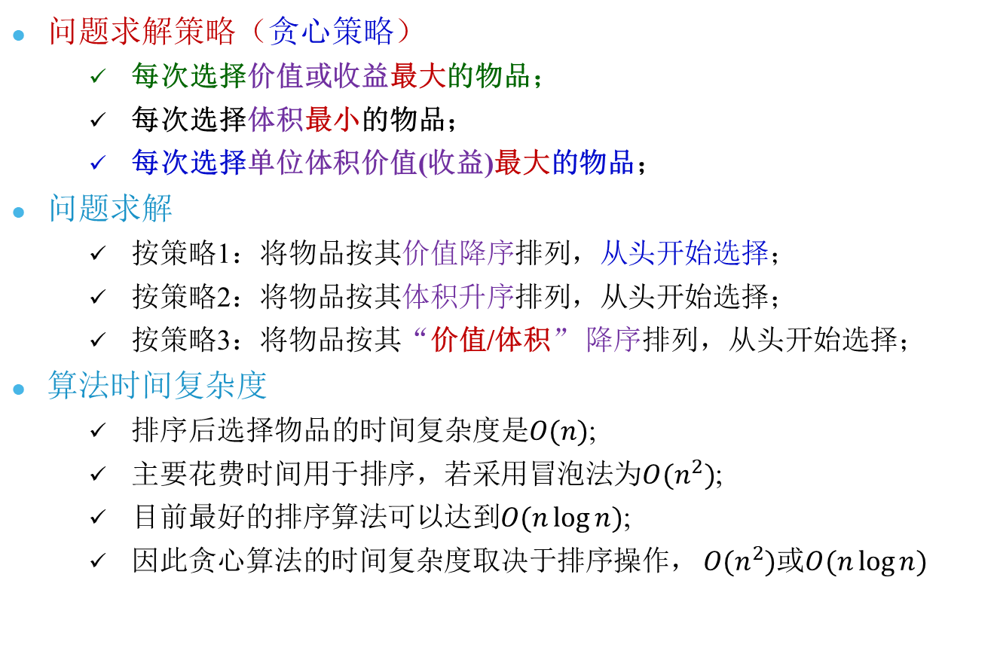 问题求解策略（贪心策略）
每次选择价值或收益最大的物品；
每次选择体积最小的物品；
每次选择单位体积价值(收益)最大的物品；
问题求解
按策略1：将物品按其价值降序排列，从头开始选择；
按策略2：将物品按其体积升序排列，从头开始选择；
按策略3：将物品按其“价值/体积” 降序排列，从头开始选择；
算法时间复杂度
排序后选择物品的时间复杂度是O(n);
主要花费时间用于排序，若采用冒泡法为O(n²);
目前最好的排序算法可以达到O(n log n);
因此贪心算法的时间复杂度取决于排序操作， O(n²)或O(n log n)